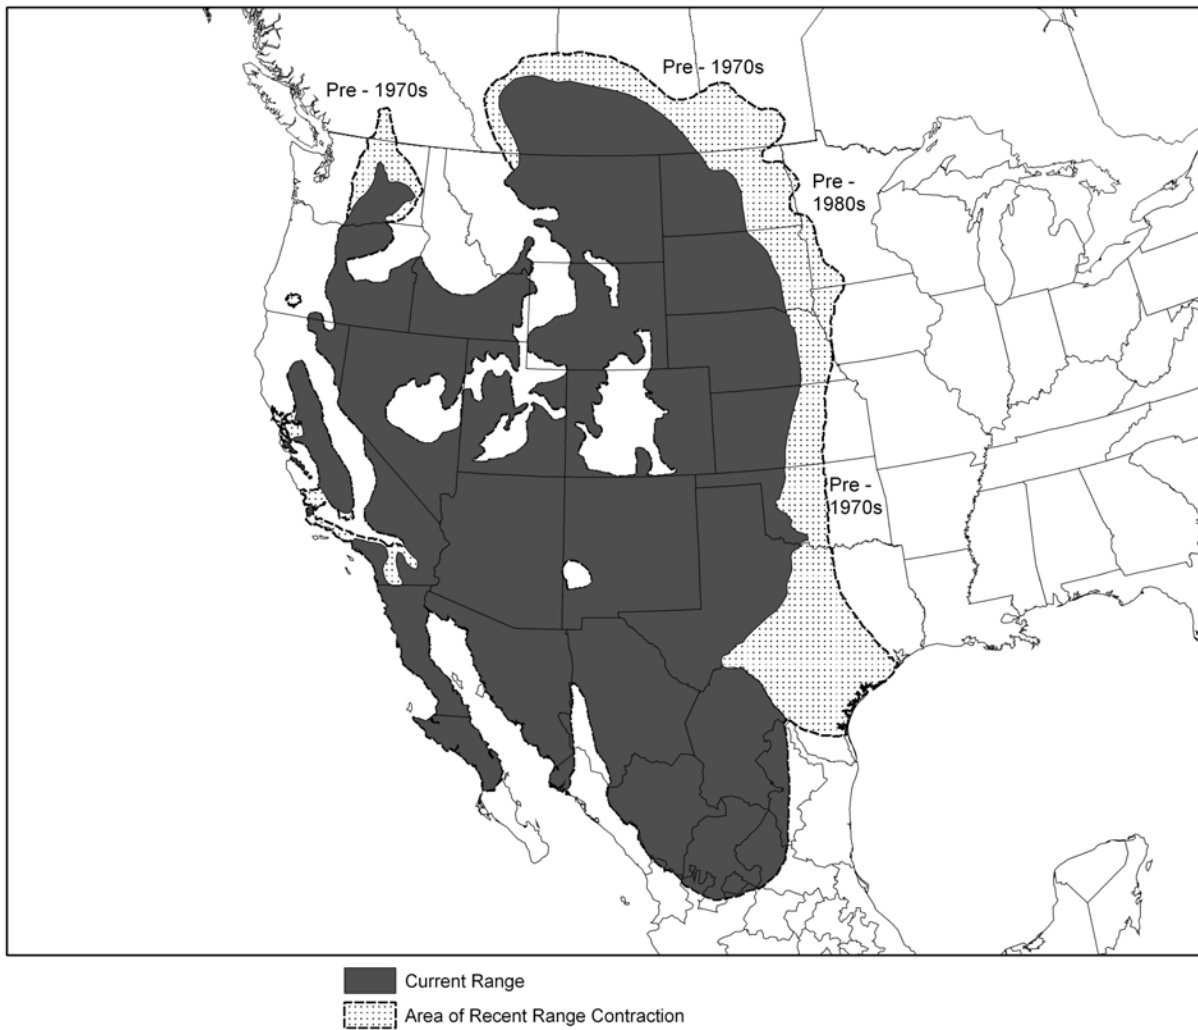 Pre - 1970s
Pre - 1970s
Pre -
1980s
Pre -
1970s
Current Range
Area of Recent Range Contraction